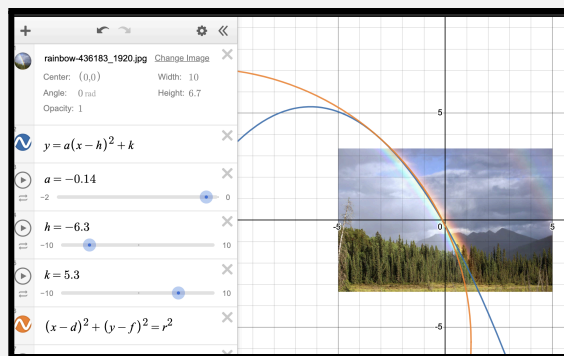 rainbow-436183_1920.jpg Change Image
Center: (0,0) Width: 10
Angle: 0 rad Height: 6.7
Opacity: 1
y = a(x − h)² + k
a = −0.14
−2 0
h = −6.3
−10 10
k = 5.3
−10 10
(x − d)² + (y − f)² = r²
5
-5 0 5
-5